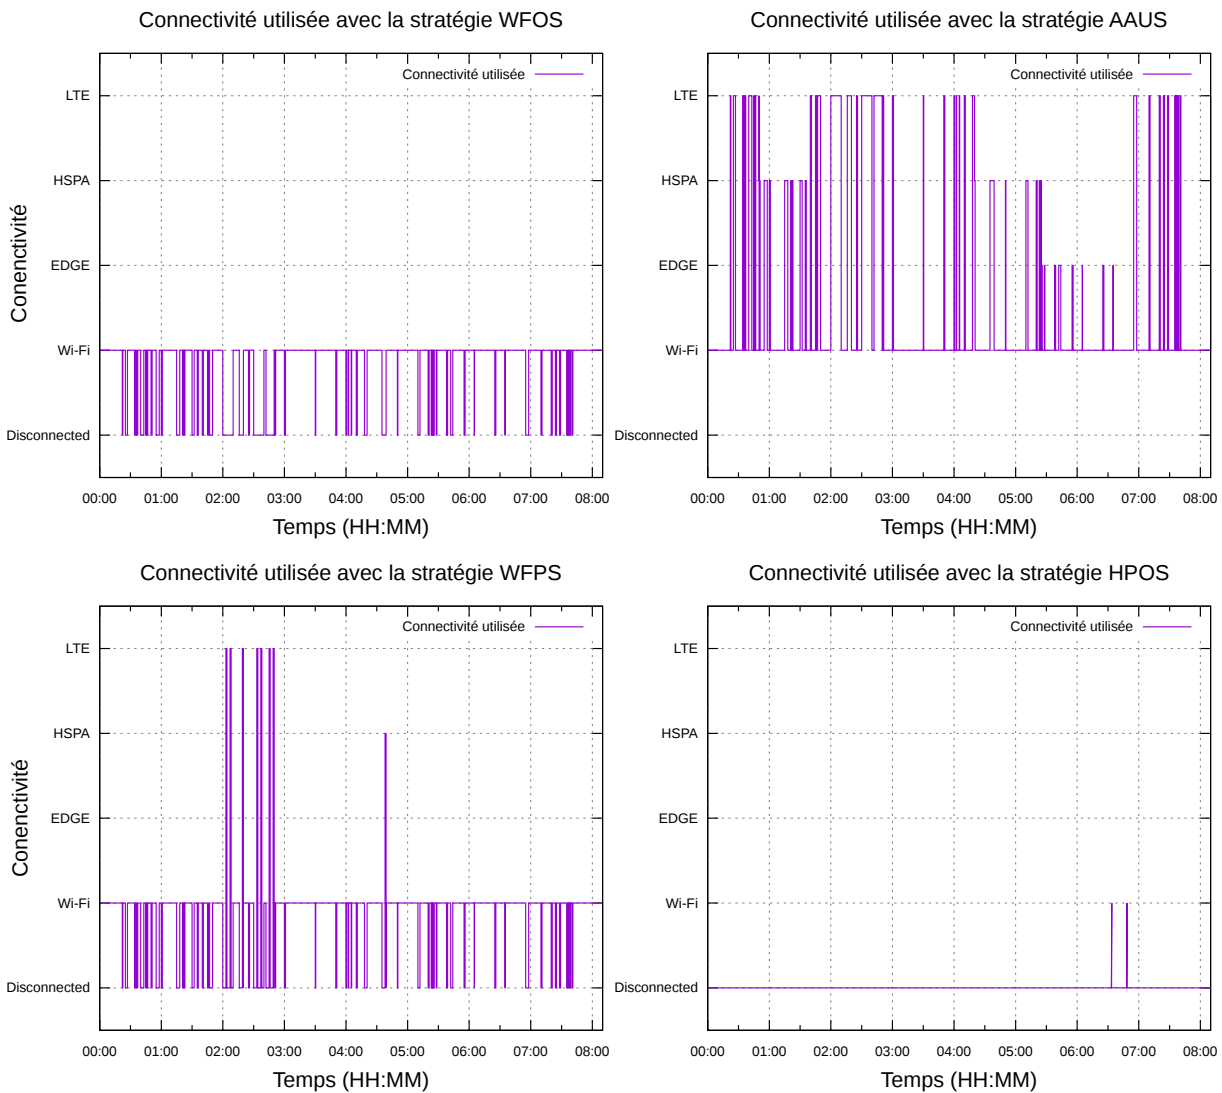 Connectivité utilisée avec la stratégie WFOS
Connectivité utilisée
LTE
HSPA
EDGE
Wi-Fi
Disconnected
Conenctivité
00:00 01:00 02:00 03:00 04:00 05:00 06:00 07:00 08:00
Temps (HH:MM)
Connectivité utilisée avec la stratégie AAUS
Connectivité utilisée
LTE
HSPA
EDGE
Wi-Fi
Disconnected
00:00 01:00 02:00 03:00 04:00 05:00 06:00 07:00 08:00
Temps (HH:MM)
Connectivité utilisée avec la stratégie WFPS
Connectivité utilisée
LTE
HSPA
EDGE
Wi-Fi
Disconnected
Conenctivité
00:00 01:00 02:00 03:00 04:00 05:00 06:00 07:00 08:00
Temps (HH:MM)
Connectivité utilisée avec la stratégie HPOS
Connectivité utilisée
LTE
HSPA
EDGE
Wi-Fi
Disconnected
00:00 01:00 02:00 03:00 04:00 05:00 06:00 07:00 08:00
Temps (HH:MM)